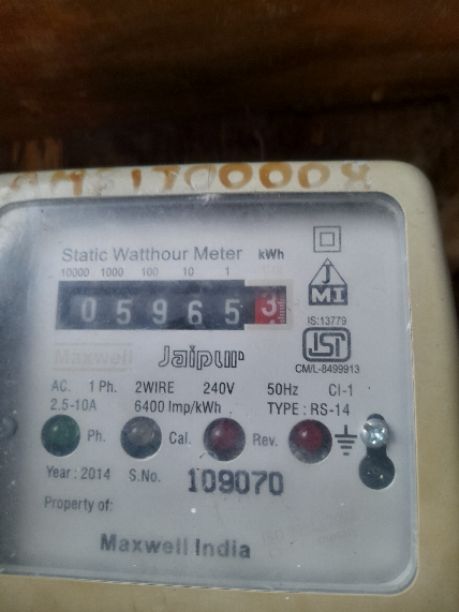 Static Watthour Meter kWh
10000 1000 100 10 1
0 5 9 6 5 3
Maxwell Jaipur
J
MI
IS:13779
ISI
CM/L-8499913
AC. 1 Ph. 2WIRE 240V 50Hz Cl-1
2.5-10A 6400 Imp/kWh TYPE : RS-14
Ph. Cal. Rev.
Year : 2014 S.No. 109070
Property of:
Maxwell India